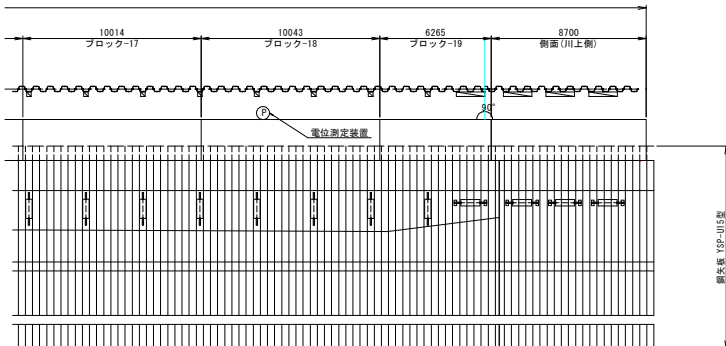 10014
ブロック-17
10043
ブロック-18
6265
ブロック-19
8700
側面(川上側)
90°
P
電位測定装置
鋼矢板 YSP-U15型